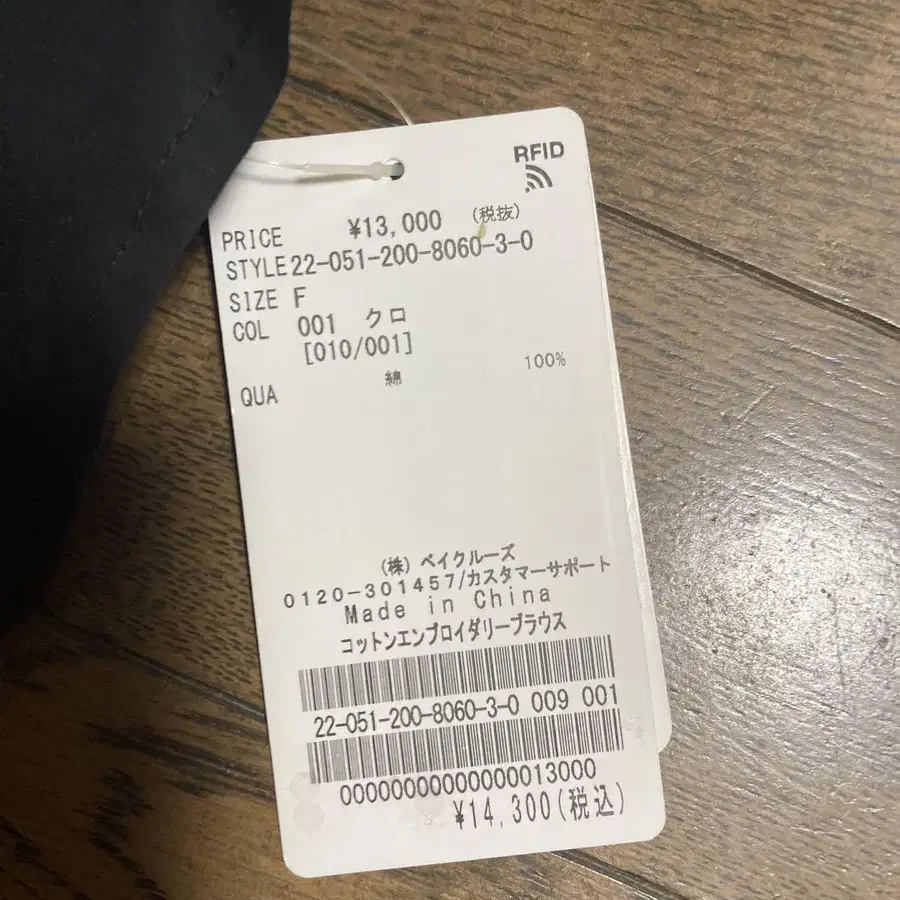 RFID
PRICE ¥13,000 (税抜)
STYLE 22-051-200-8060-3-0
SIZE F
COL 001 クロ
[010/001]
QUA 綿 100%
(株) ベイクルーズ
0120-301457/カスタマーサポート
Made in China
コットンエンブロイダリーブラウス
22-051-200-8060-3-0 009 001
00000000000000013000
¥14,300(税込)